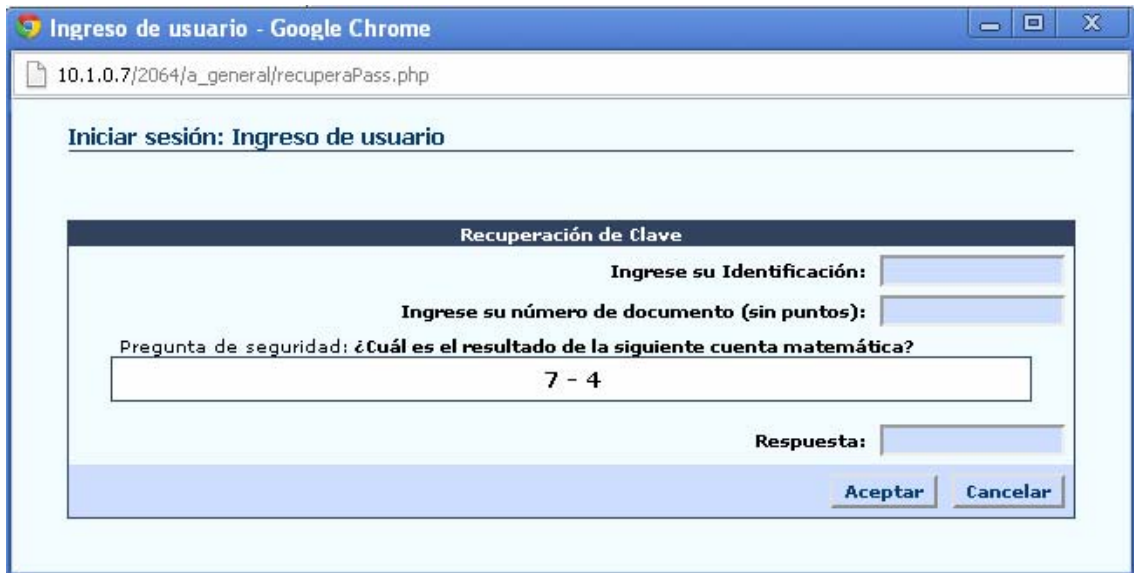 Ingreso de usuario - Google Chrome
10.1.0.7/2064/a_general/recuperaPass.php
Iniciar sesión: Ingreso de usuario
Recuperación de Clave
Ingrese su Identificación:
Ingrese su número de documento (sin puntos):
Pregunta de seguridad: ¿Cuál es el resultado de la siguiente cuenta matemática?
7 - 4
Respuesta:
Aceptar Cancelar